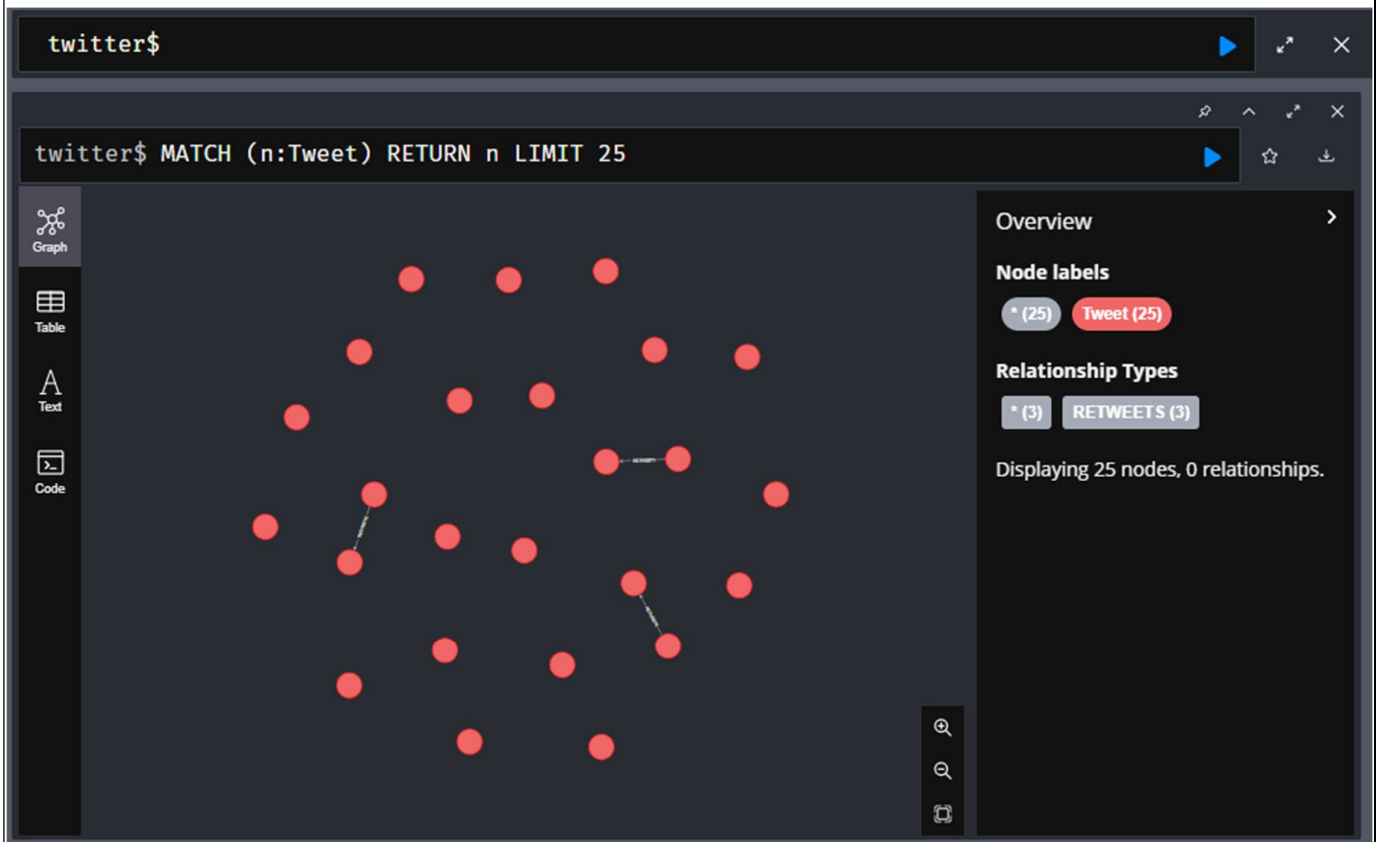 twitter$
twitter$ MATCH (n:Tweet) RETURN n LIMIT 25
Graph
Table
Text
Code
Overview
Node labels
* (25) Tweet (25)
Relationship Types
* (3) RETWEETS (3)
Displaying 25 nodes, 0 relationships.